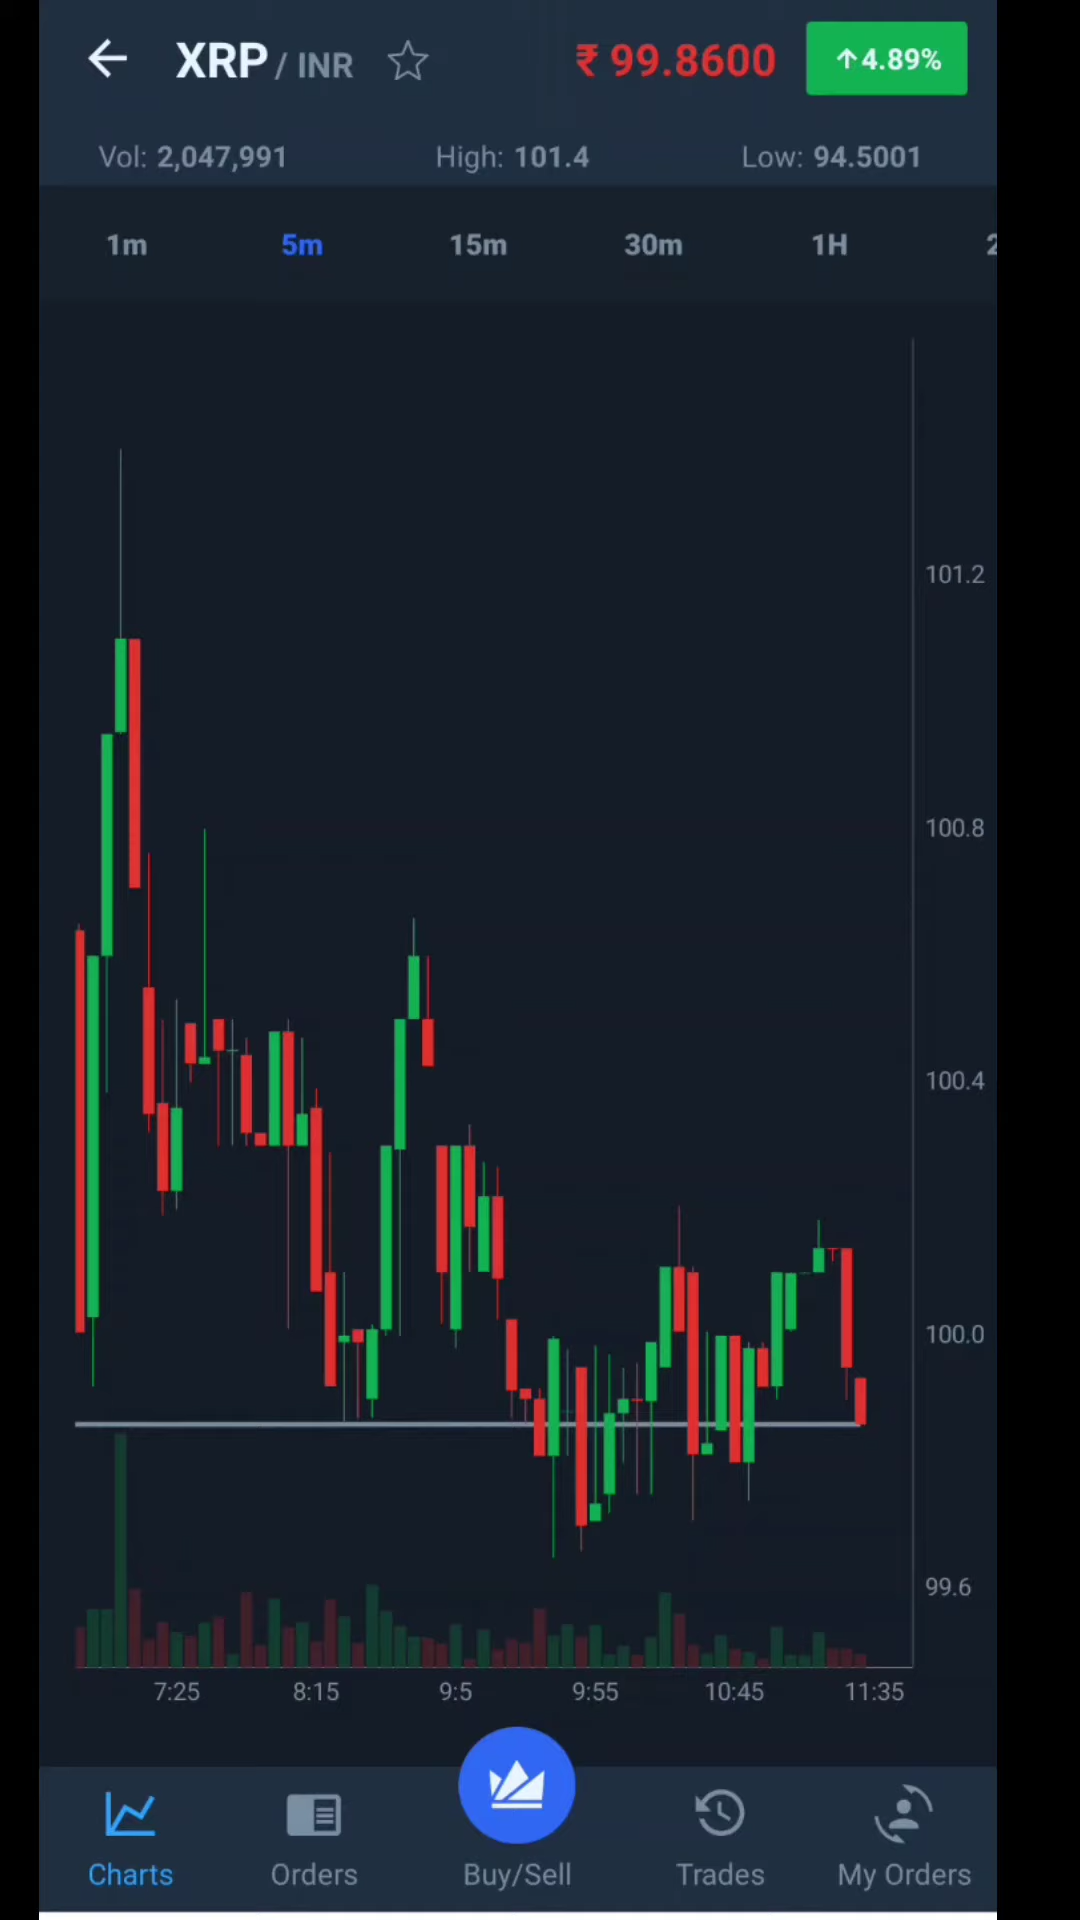 XRP / INR ₹ 99.8600 ↑4.89%
Vol: 2,047,991 High: 101.4 Low: 94.5001
1m 5m 15m 30m 1H
101.2
100.8
100.4
100.0
99.6
7:25 8:15 9:5 9:55 10:45 11:35
Charts Orders Buy/Sell Trades My Orders